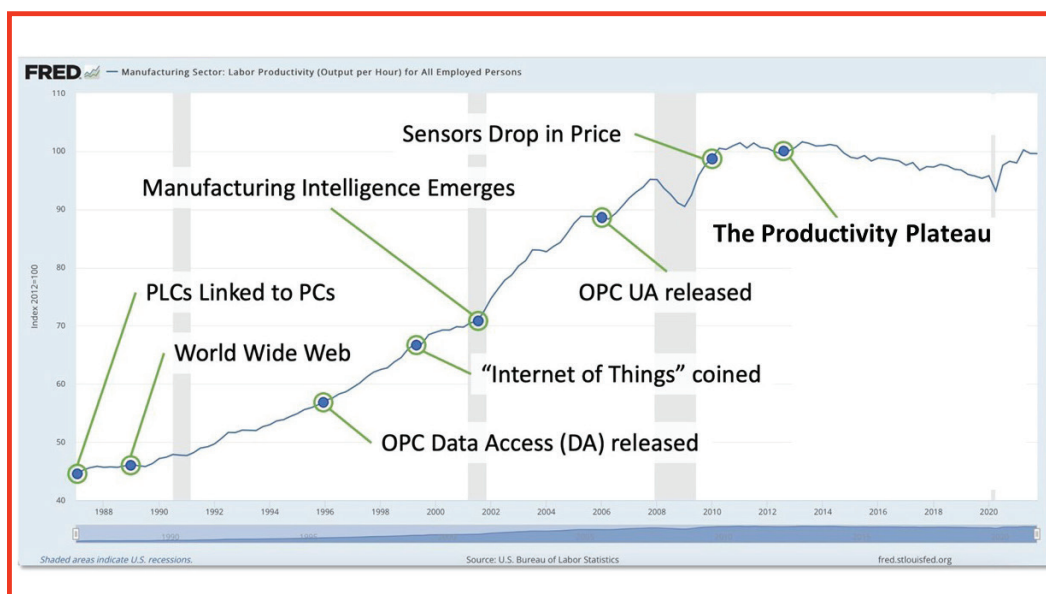 FRED
Manufacturing Sector: Labor Productivity (Output per Hour) for All Employed Persons
110
100
90
80
70
60
50
40
Index 2012=100
Sensors Drop in Price
Manufacturing Intelligence Emerges
The Productivity Plateau
PLCs Linked to PCs
OPC UA released
World Wide Web
“Internet of Things” coined
OPC Data Access (DA) released
1988 1990 1992 1994 1996 1998 2000 2002 2004 2006 2008 2010 2012 2014 2016 2018 2020
1990 1995
Shaded areas indicate U.S. recessions.
Source: U.S. Bureau of Labor Statistics
fred.stlouisfed.org